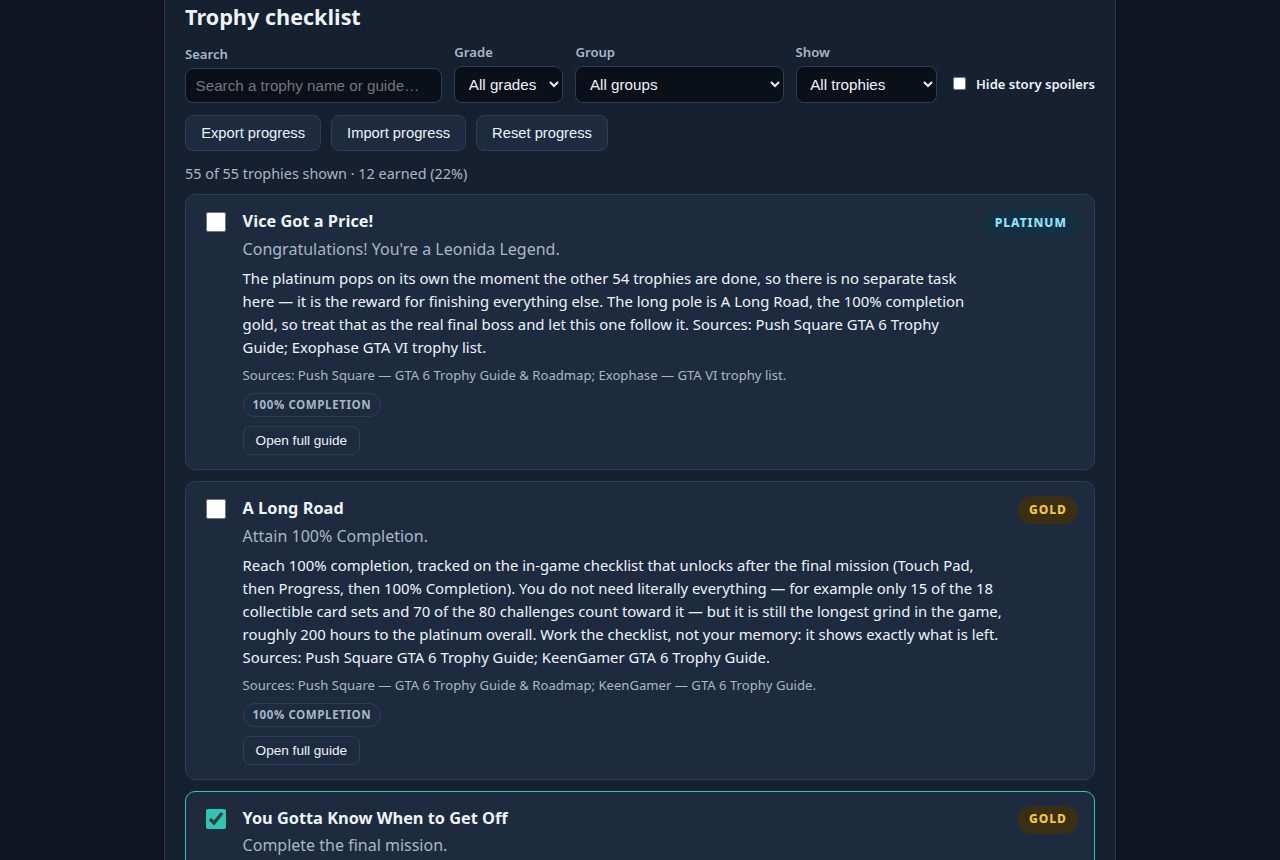 Trophy checklist
Search
Grade
Group
Show
Search a trophy name or guide…
All grades
All groups
All trophies
Hide story spoilers
Export progress
Import progress
Reset progress
55 of 55 trophies shown · 12 earned (22%)
Vice Got a Price!
PLATINUM
Congratulations! You're a Leonida Legend.
The platinum pops on its own the moment the other 54 trophies are done, so there is no separate task
here — it is the reward for finishing everything else. The long pole is A Long Road, the 100% completion
gold, so treat that as the real final boss and let this one follow it. Sources: Push Square GTA 6 Trophy
Guide; Exophase GTA VI trophy list.
Sources: Push Square — GTA 6 Trophy Guide & Roadmap; Exophase — GTA VI trophy list.
100% COMPLETION
Open full guide
A Long Road
GOLD
Attain 100% Completion.
Reach 100% completion, tracked on the in-game checklist that unlocks after the final mission (Touch Pad,
then Progress, then 100% Completion). You do not need literally everything — for example only 15 of the 18
collectible card sets and 70 of the 80 challenges count toward it — but it is still the longest grind in the game,
roughly 200 hours to the platinum overall. Work the checklist, not your memory: it shows exactly what is left.
Sources: Push Square GTA 6 Trophy Guide; KeenGamer GTA 6 Trophy Guide.
Sources: Push Square — GTA 6 Trophy Guide & Roadmap; KeenGamer — GTA 6 Trophy Guide.
100% COMPLETION
Open full guide
You Gotta Know When to Get Off
GOLD
Complete the final mission.